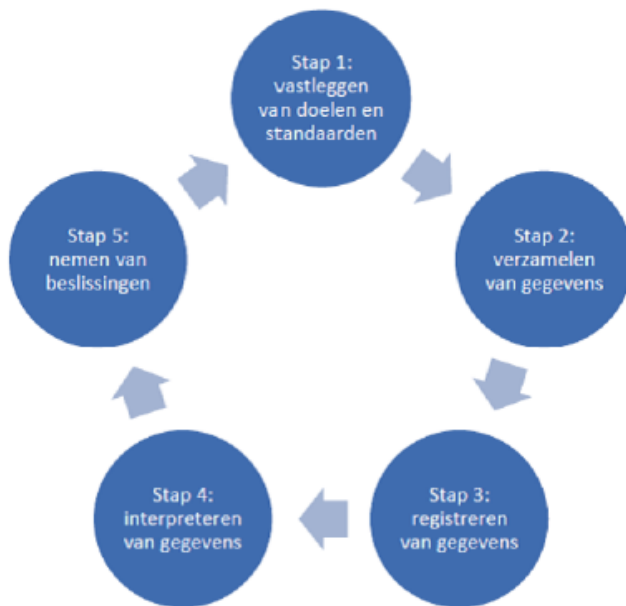 Stap 1:
vastleggen
van doelen en
standaarden
Stap 2:
verzamelen
van gegevens
Stap 3:
registreren
van gegevens
Stap 4:
interpreteren
van gegevens
Stap 5:
nemen van
beslissingen